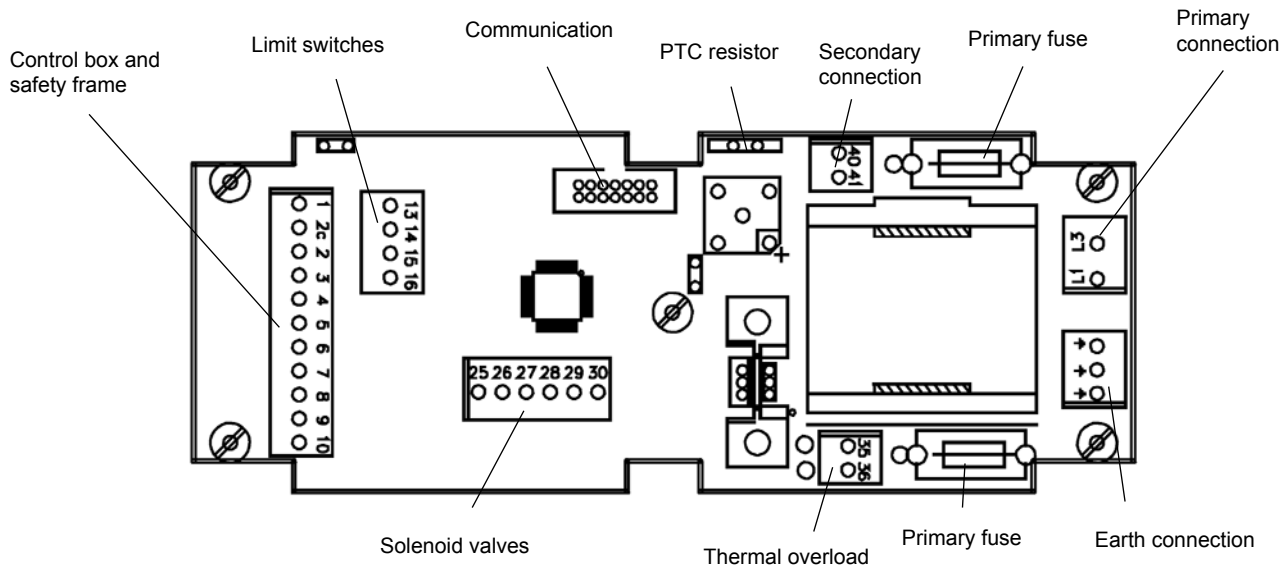 Primary
connection
Communication
Limit switches
Primary fuse
PTC resistor
Secondary
connection
Control box and
safety frame
40
41
1
2c
2
3
4
5
6
7
8
9
10
13
14
15
16
+
L3
L1
25 26 27 28 29 30
35
36
Solenoid valves
Thermal overload
Primary fuse
Earth connection